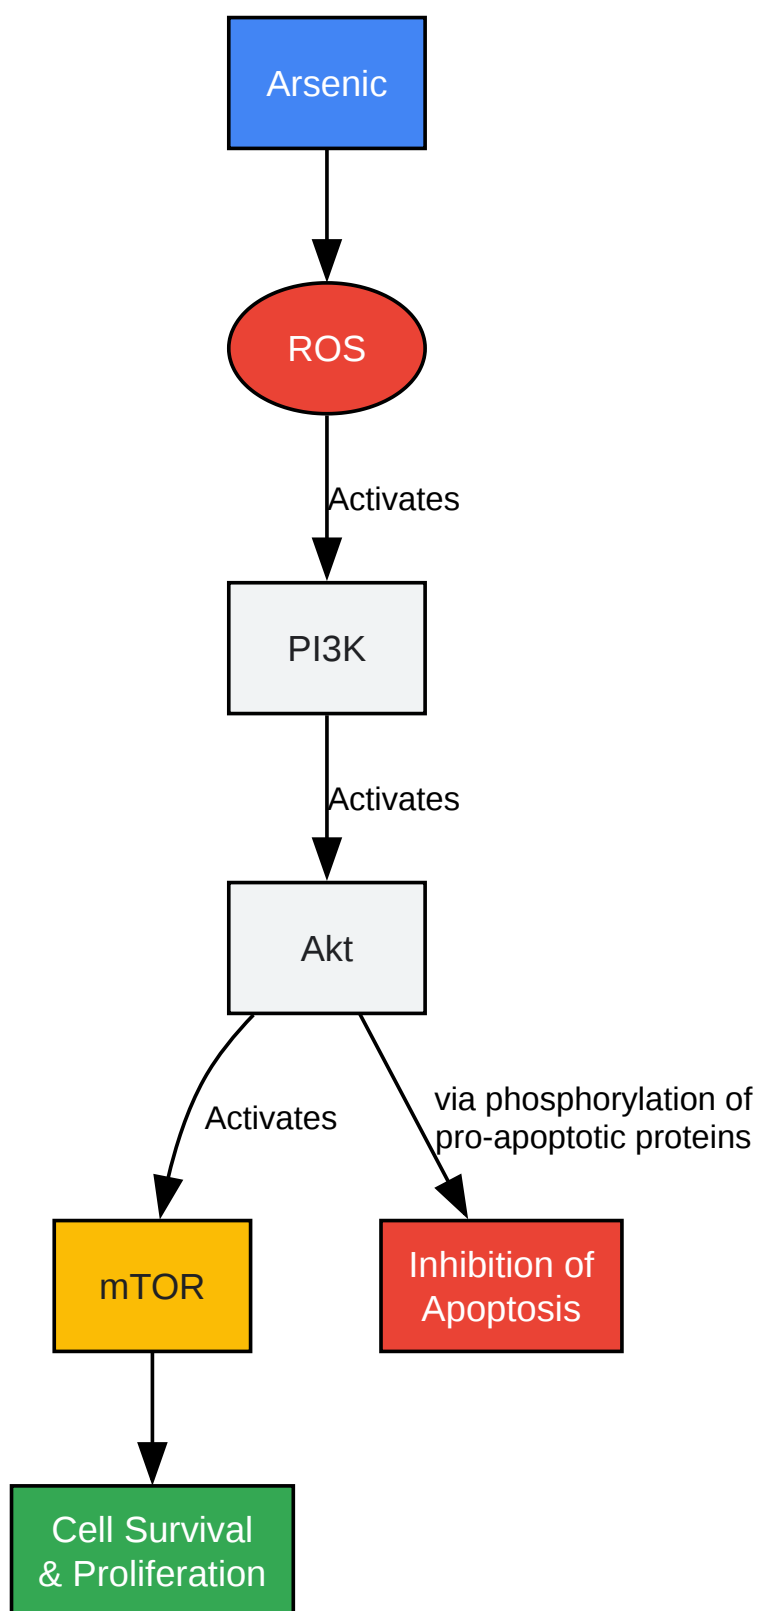 Arsenic
ROS
Activates
PI3K
Activates
Akt
Activates
via phosphorylation of
pro-apoptotic proteins
mTOR
Inhibition of
Apoptosis
Cell Survival
& Proliferation